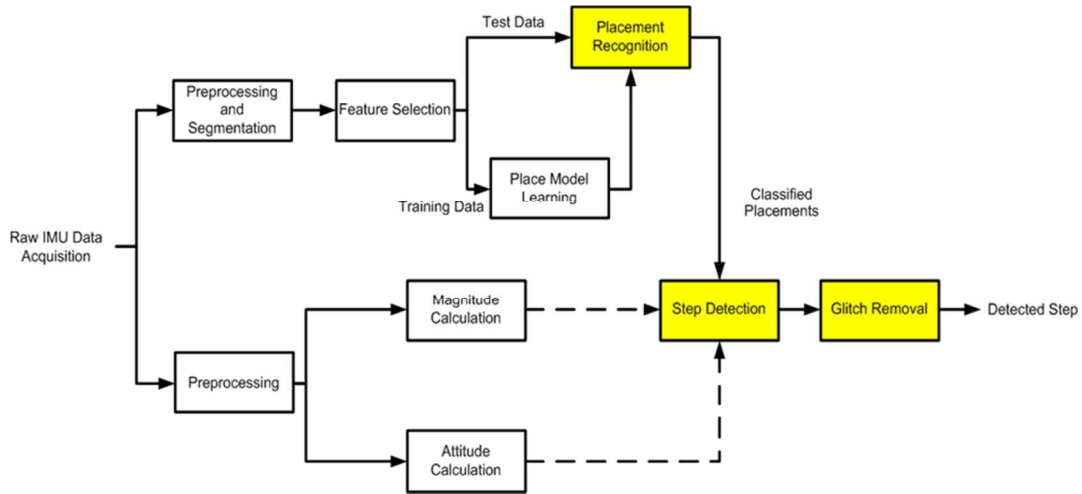 Test Data
Placement
Recognition
Preprocessing
and
Segmentation
Feature Selection
Place Model
Learning
Training Data
Classified
Placements
Raw IMU Data
Acquisition
Magnitude
Calculation
Step Detection
Glitch Removal
Detected Step
Preprocessing
Attitude
Calculation